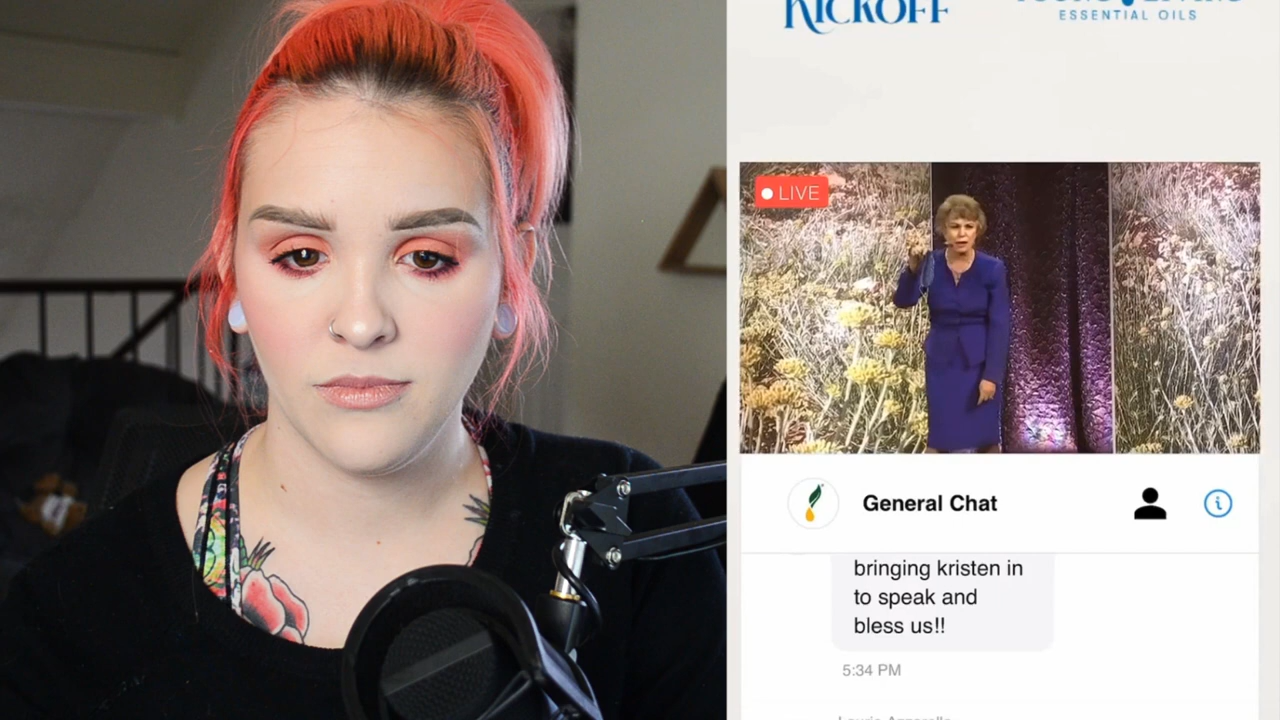 KICKOFF
ESSENTIAL OILS
LIVE
General Chat
bringing kristen in
to speak and
bless us!!
5:34 PM